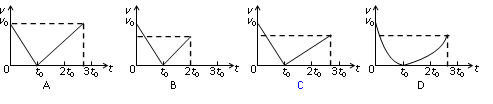 v v v v
v₀ v₀ v₀ v₀
0 t₀ 2t₀ 3t₀ t 0 t₀ 2t₀ 3t₀ t 0 t₀ 2t₀ 3t₀ t 0 t₀ 2t₀ 3t₀ t
A B C D